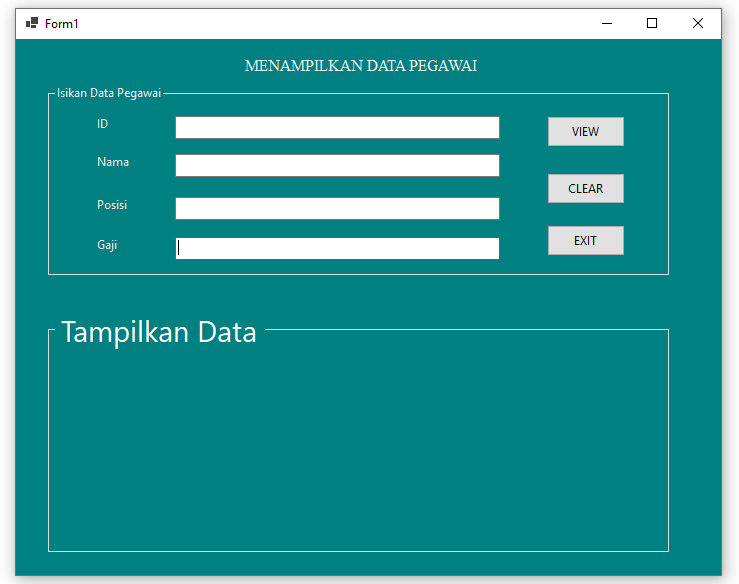 Form1
MENAMPILKAN DATA PEGAWAI
Isikan Data Pegawai
ID
VIEW
Nama
CLEAR
Posisi
Gaji
EXIT
Tampilkan Data